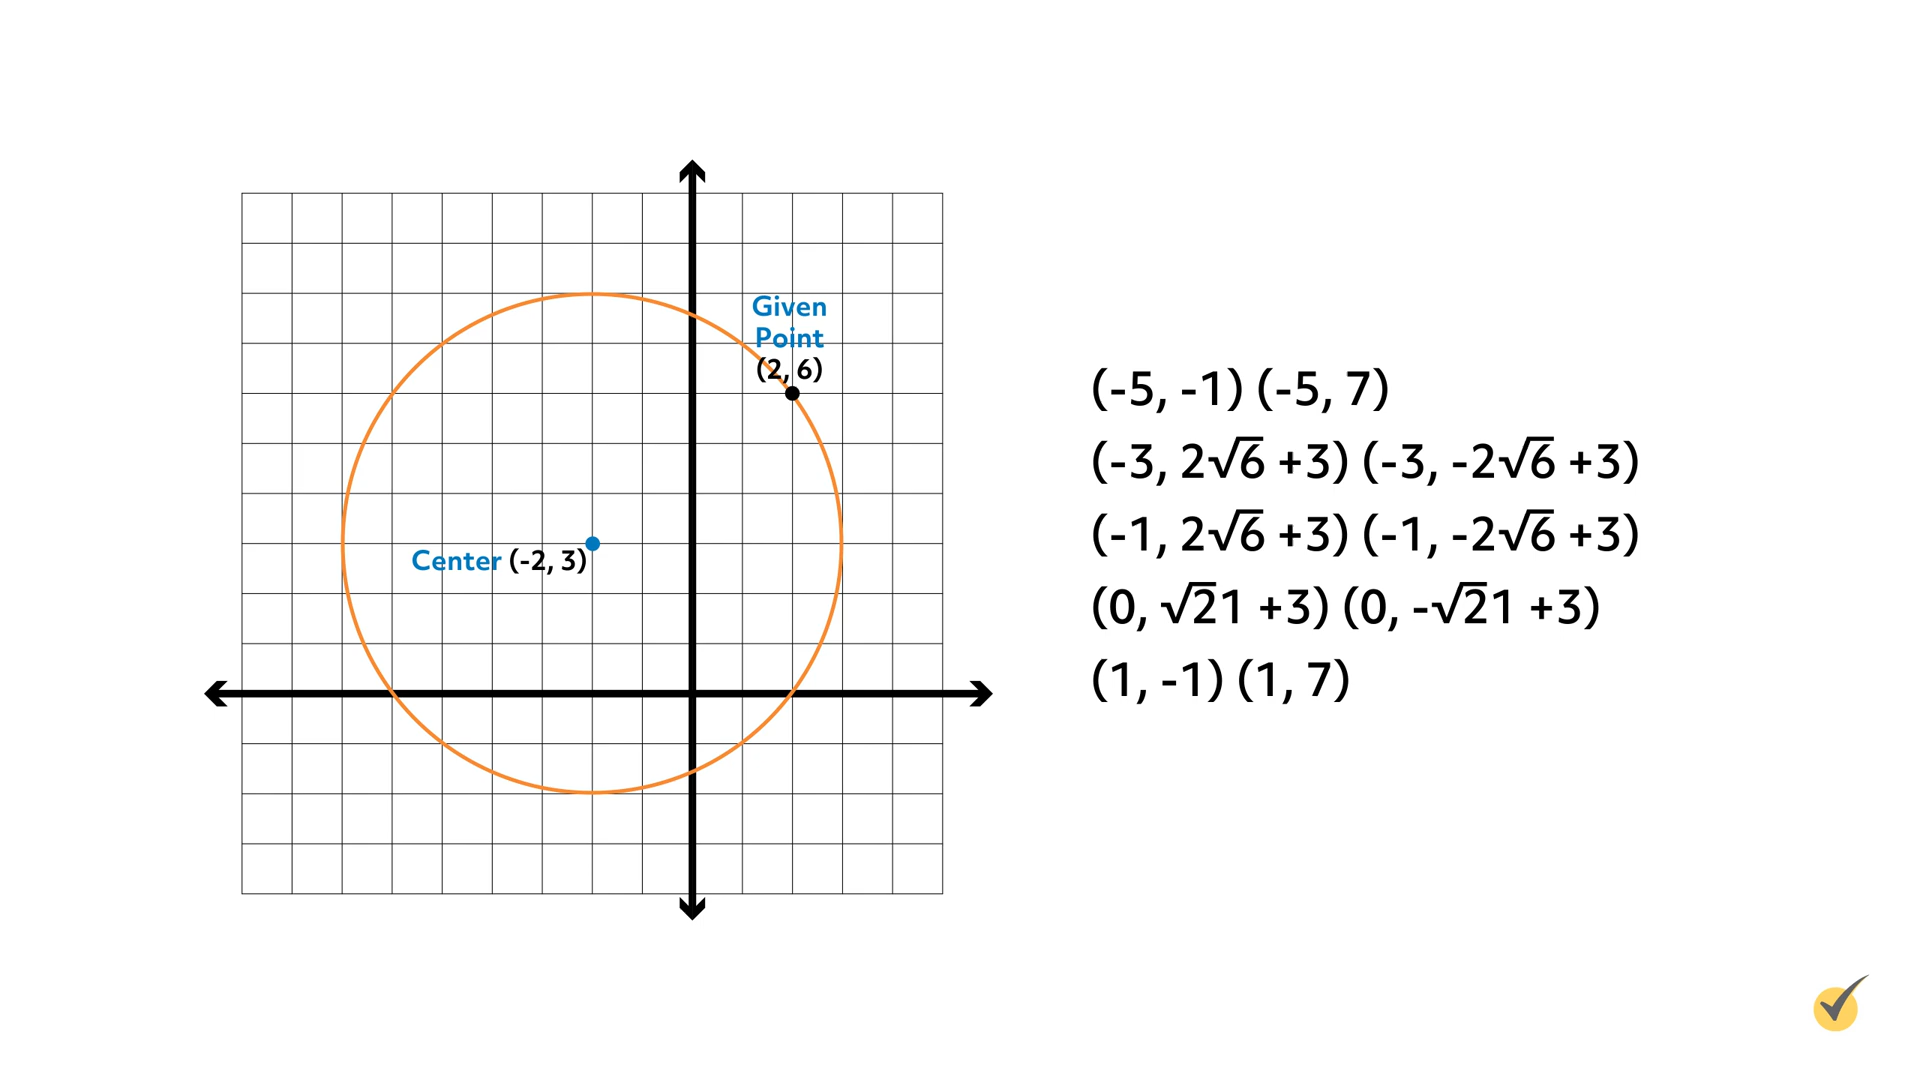 Given
Point
(2, 6)
Center (-2, 3)
(-5, -1) (-5, 7)
(-3, 2√6 +3) (-3, -2√6 +3)
(-1, 2√6 +3) (-1, -2√6 +3)
(0, √21 +3) (0, -√21 +3)
(1, -1) (1, 7)